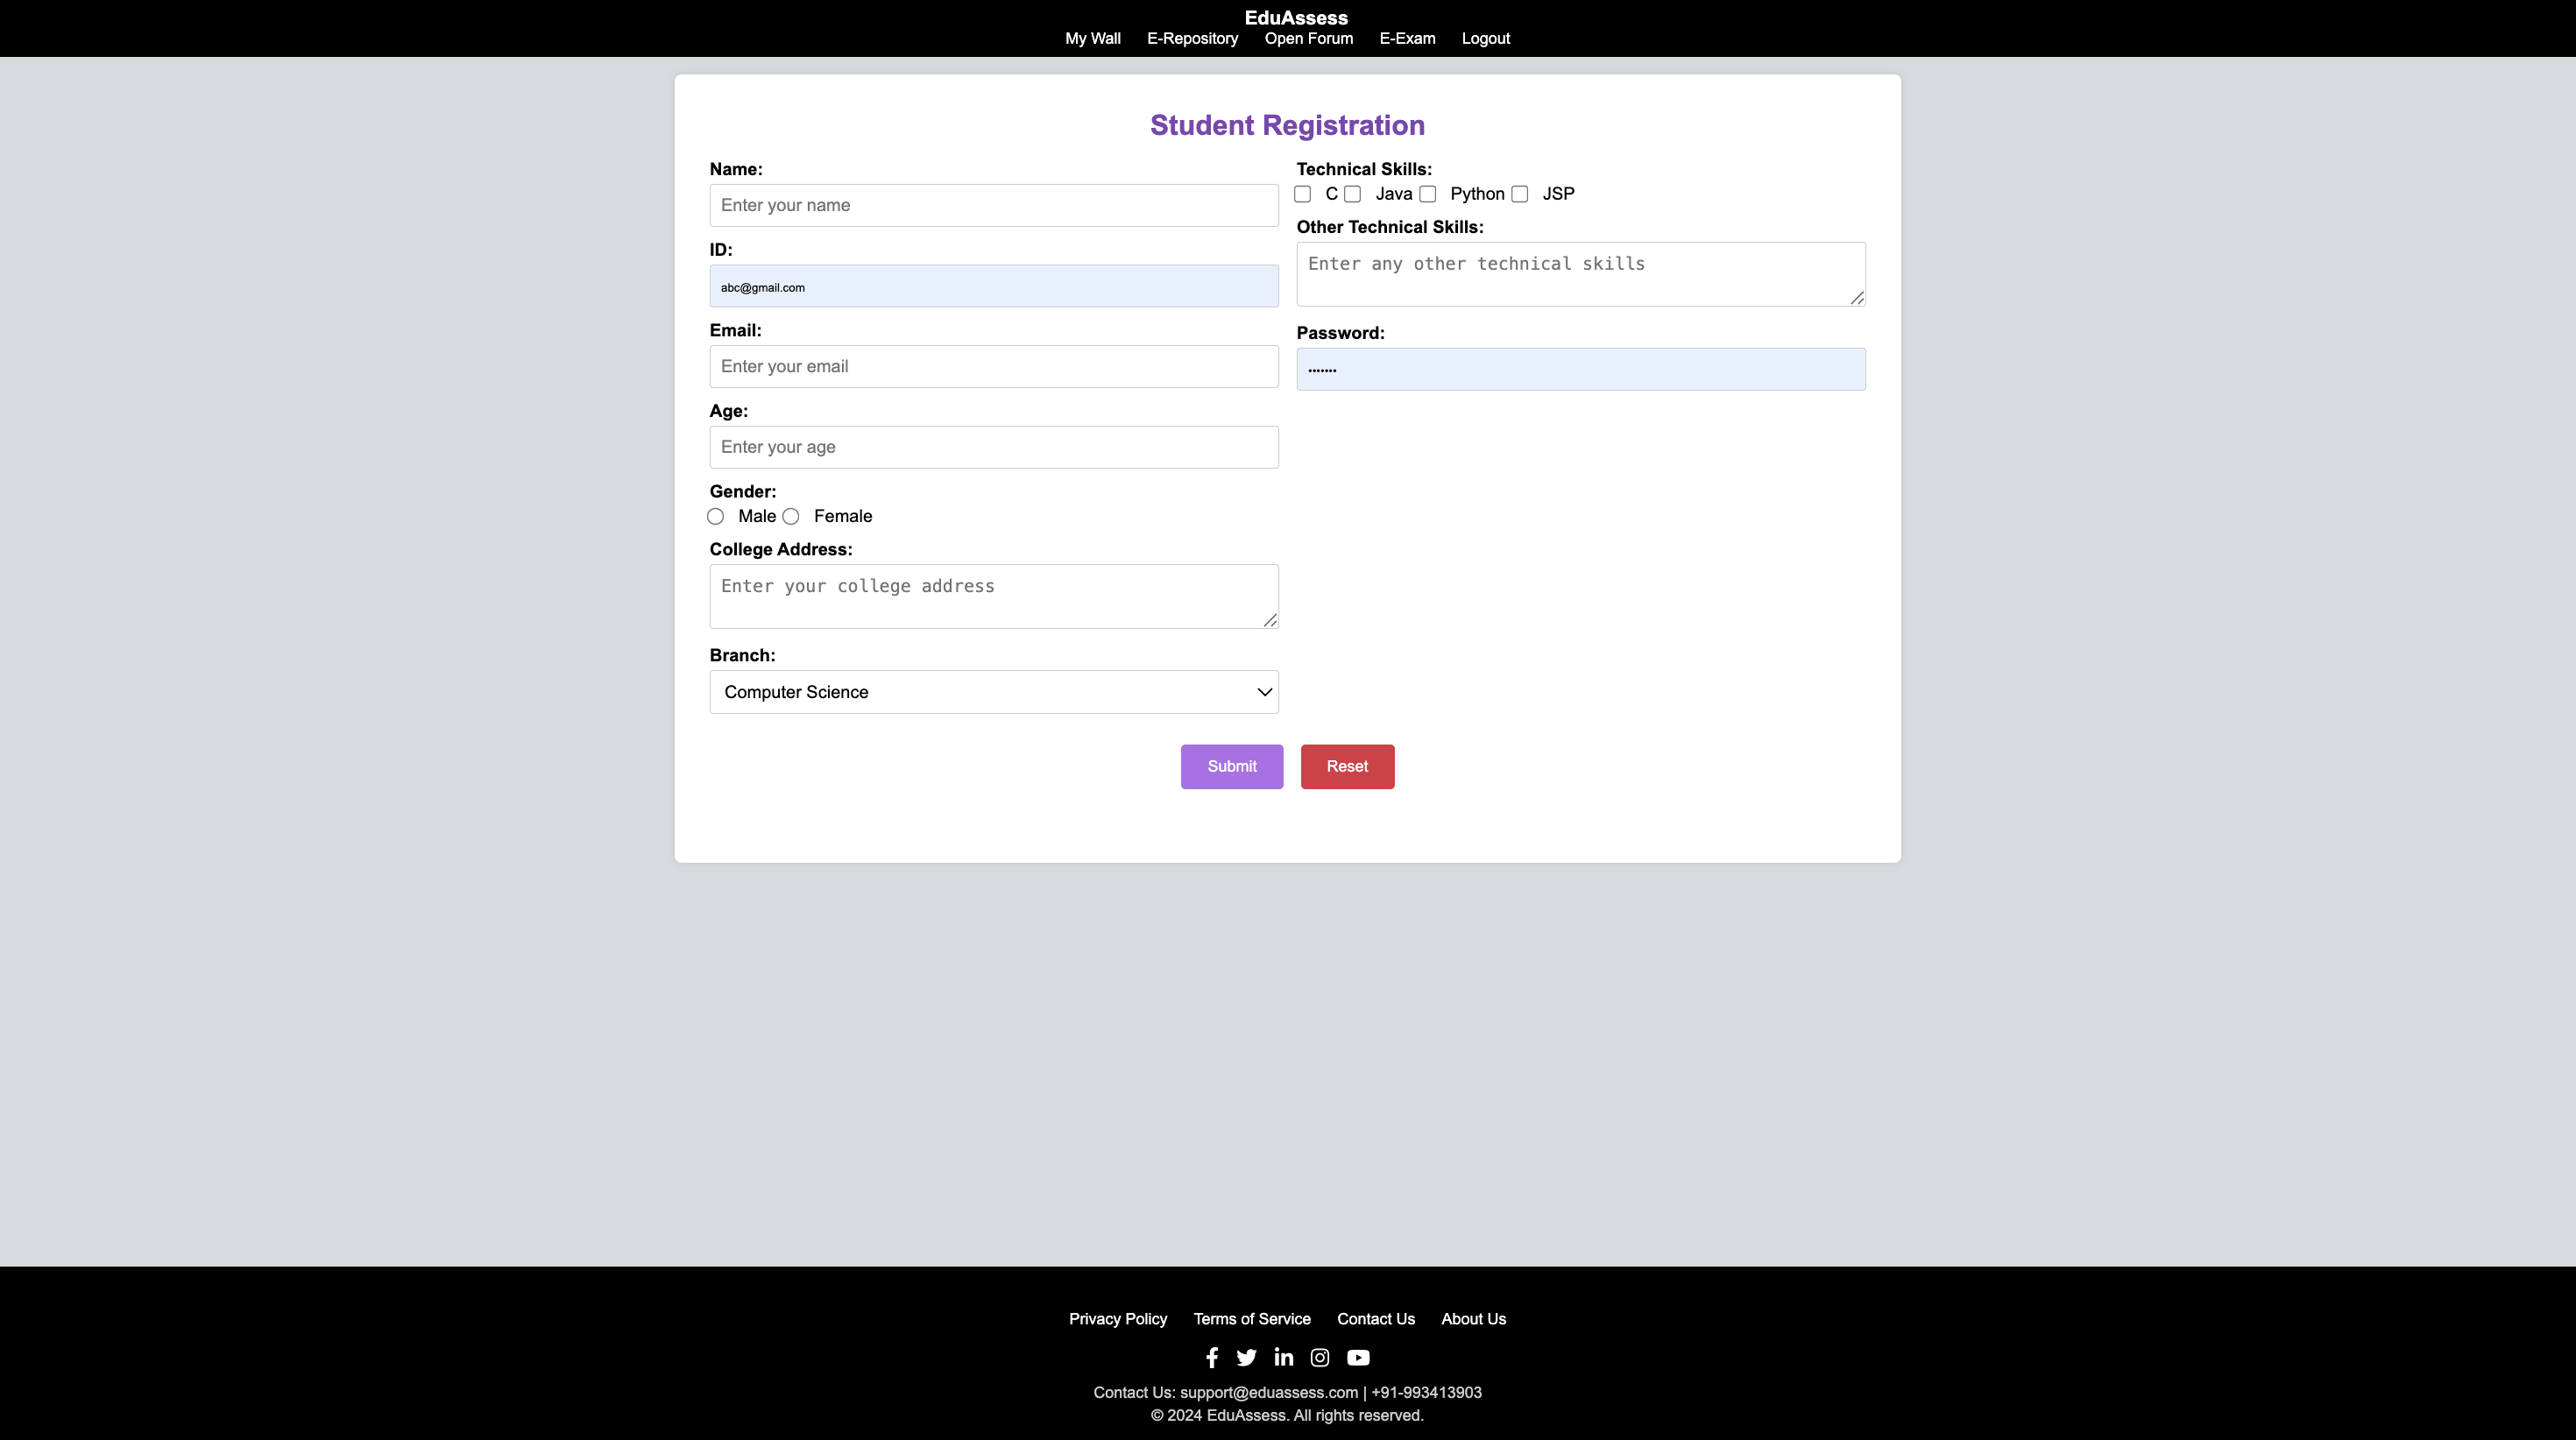 EduAssess
My Wall E-Repository Open Forum E-Exam Logout
Student Registration
Name:
Enter your name
ID:
abc@gmail.com
Email:
Enter your email
Age:
Enter your age
Gender:
Male Female
College Address:
Enter your college address
Branch:
Computer Science
Technical Skills:
C Java Python JSP
Other Technical Skills:
Enter any other technical skills
Password:
•••••••
Submit Reset
Privacy Policy Terms of Service Contact Us About Us
Contact Us: support@eduassess.com | +91-993413903
© 2024 EduAssess. All rights reserved.